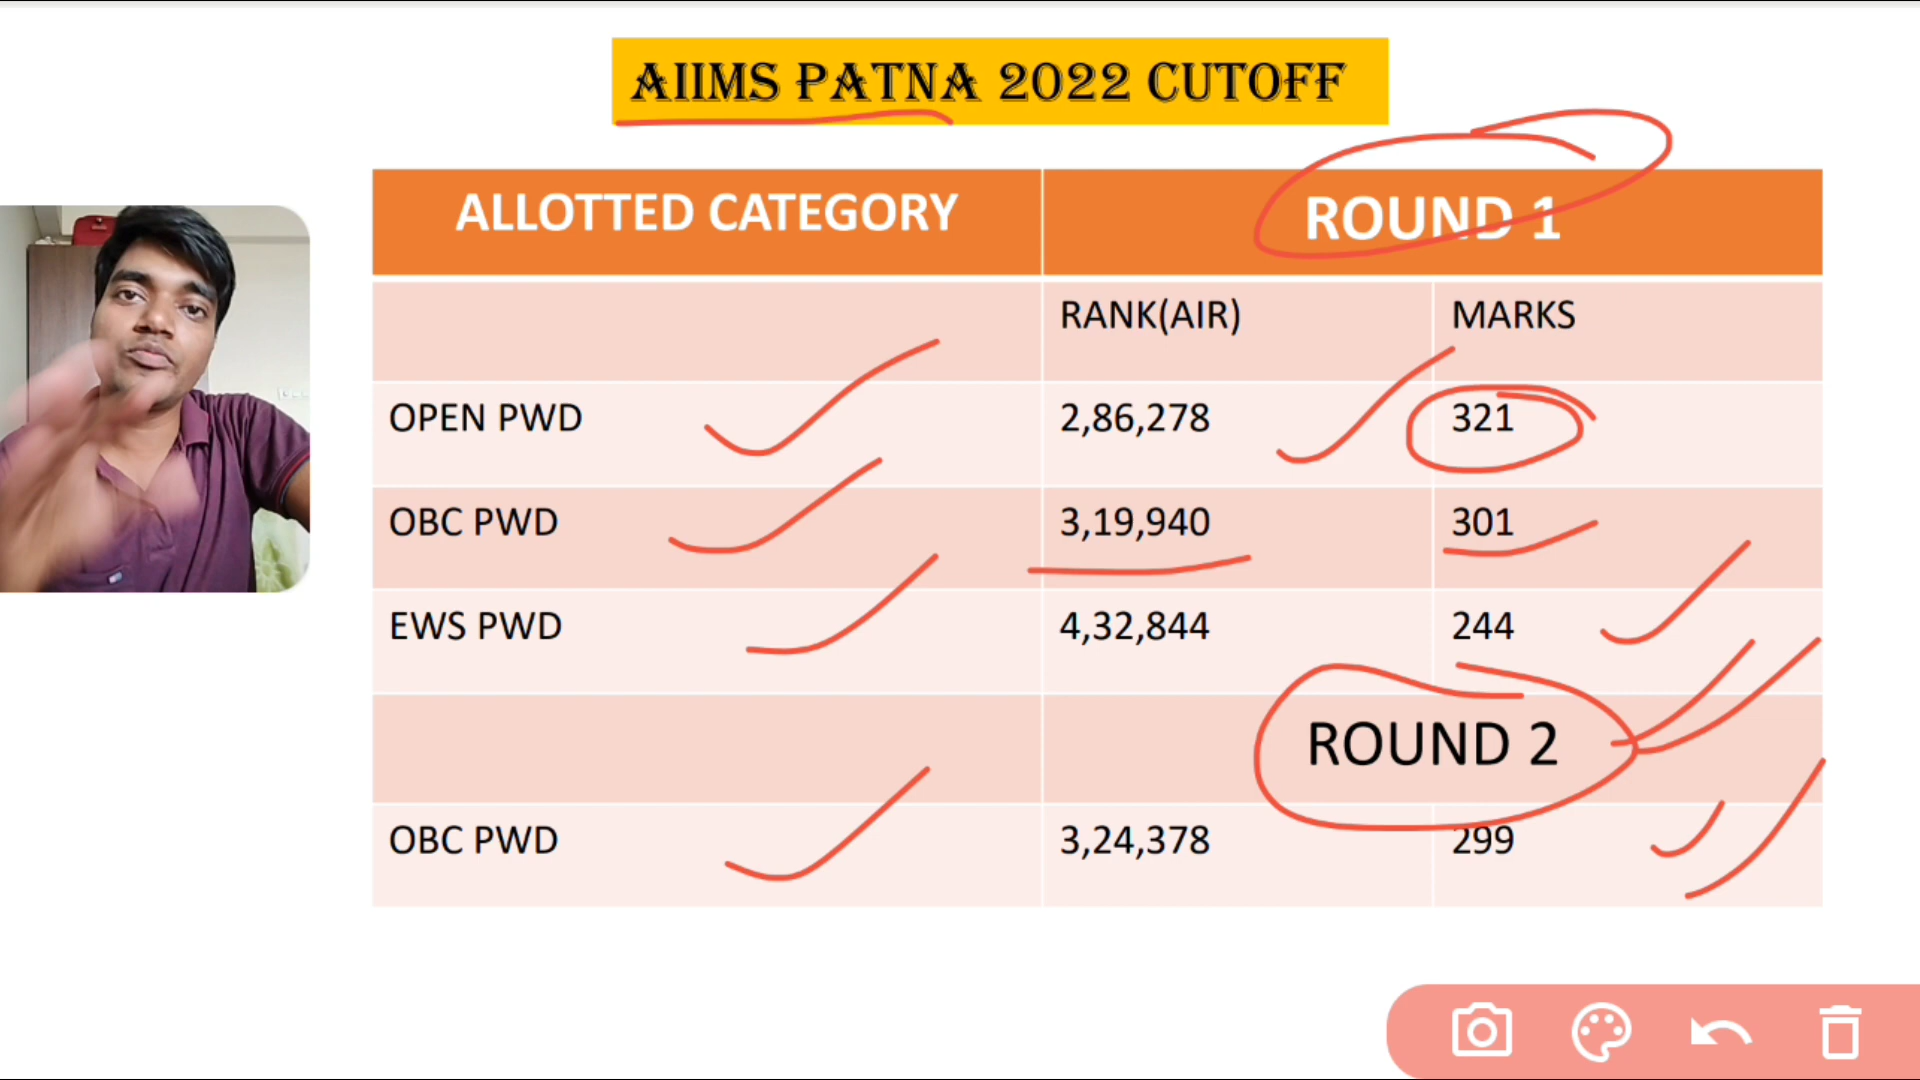 AIIMS PATNA 2022 CUTOFF
ALLOTTED CATEGORY ROUND 1
RANK(AIR) MARKS
OPEN PWD 2,86,278 321
OBC PWD 3,19,940 301
EWS PWD 4,32,844 244
ROUND 2
OBC PWD 3,24,378 299